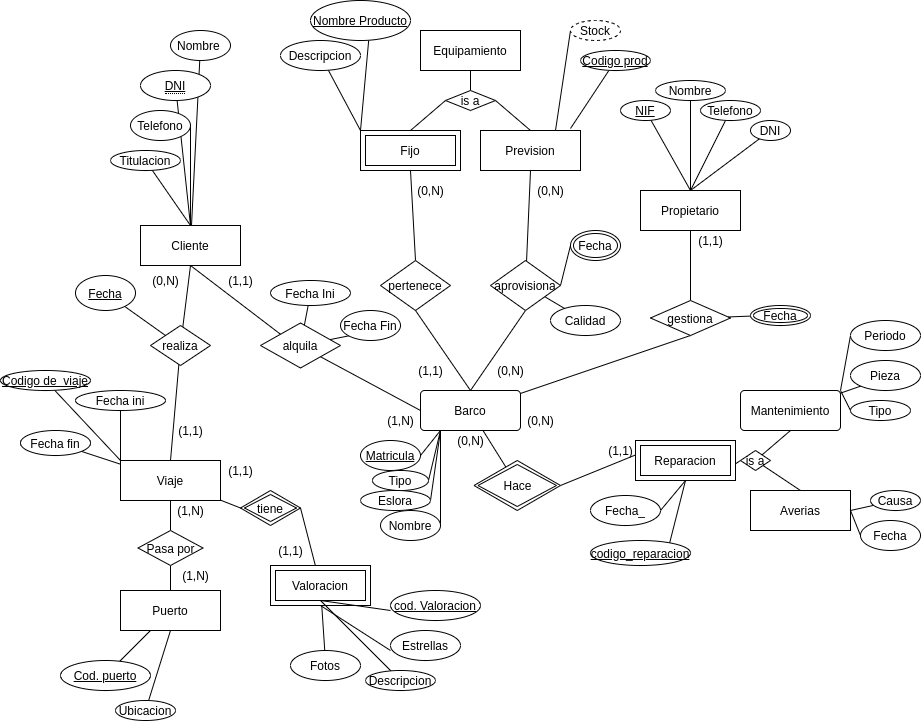 Nombre Producto
Stock
Nombre
Descripcion
Equipamiento
Codigo prod
DNI
Nombre
is a
NIF
Telefono
Telefono
DNI
Titulacion
Fijo
Prevision
(0,N)
(0,N)
Propietario
Cliente
(1,1)
Fecha
(0,N)
(1,1)
Fecha
Fecha Ini
pertenece
aprovisiona
Fecha Fin
Calidad
gestiona
Fecha
realiza
alquila
Periodo
Codigo de_viaje
(1,1)
(0,N)
Pieza
Fecha ini
Barco
Mantenimiento
Tipo
(1,N)
(0,N)
Fecha fin
(1,1)
(0,N)
(1,1)
Matricula
Reparacion
is a
(1,1)
Viaje
Tipo
Hace
Eslora
Causa
(1,N)
tiene
Fecha_
Averias
Nombre
Fecha
Pasa por
(1,1)
codigo_reparacion
(1,N)
Valoracion
Puerto
cod. Valoracion
Estrellas
Cod. puerto
Fotos
Descripcion
Ubicacion